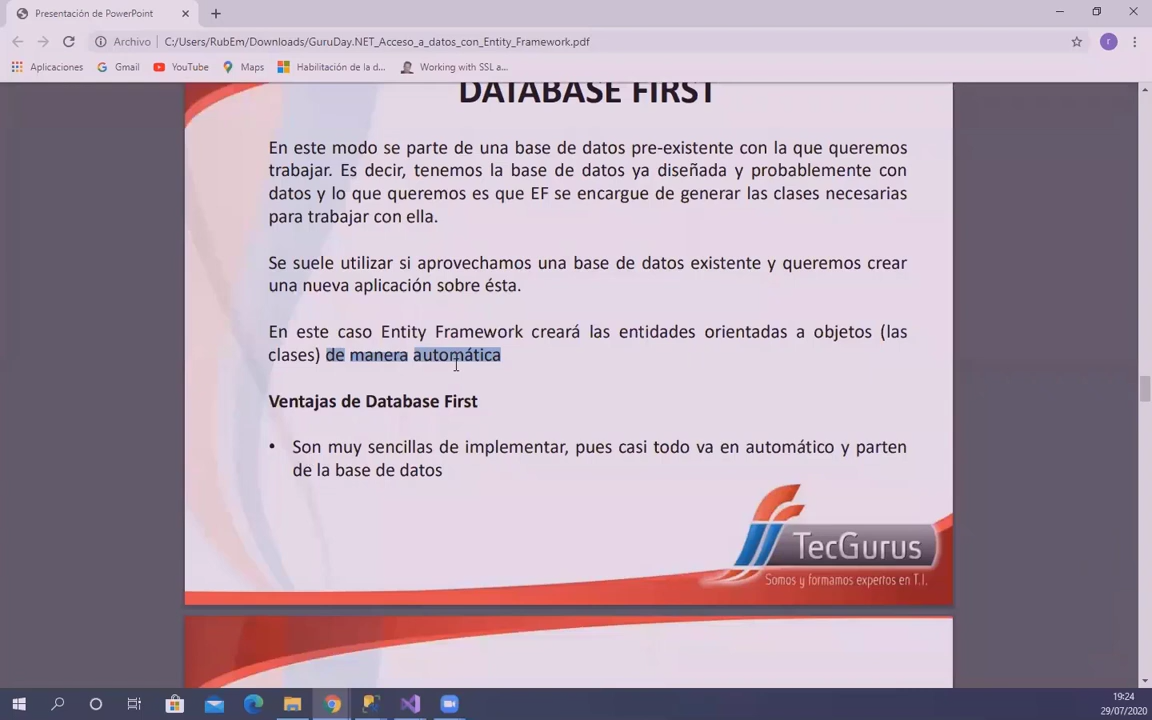 Presentación de PowerPoint
Archivo
C:/Users/RubEm/Downloads/GuruDay.NET_Acceso_a_datos_con_Entity_Framework.pdf
r
Aplicaciones
Gmail
YouTube
Maps
Habilitación de la d...
Working with SSL a...
DATABASE FIRST
En este modo se parte de una base de datos pre-existente con la que queremos
trabajar. Es decir, tenemos la base de datos ya diseñada y probablemente con
datos y lo que queremos es que EF se encargue de generar las clases necesarias
para trabajar con ella.
Se suele utilizar si aprovechamos una base de datos existente y queremos crear
una nueva aplicación sobre ésta.
En este caso Entity Framework creará las entidades orientadas a objetos (las
clases) de manera automática
Ventajas de Database First
• Son muy sencillas de implementar, pues casi todo va en automático y parten
de la base de datos
TecGurus
Somos y formamos expertos en T.I.
19:24
29/07/2020